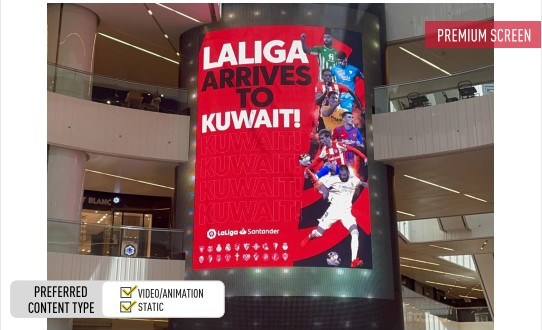 PREMIUM SCREEN
LALIGA
ARRIVES
TO
KUWAIT!
KUWAIT!
KUWAIT!
KUWAIT!
KUWAIT!
LaLiga Santander
BLANC
PREFERRED
CONTENT TYPE
VIDEO/ANIMATION
STATIC